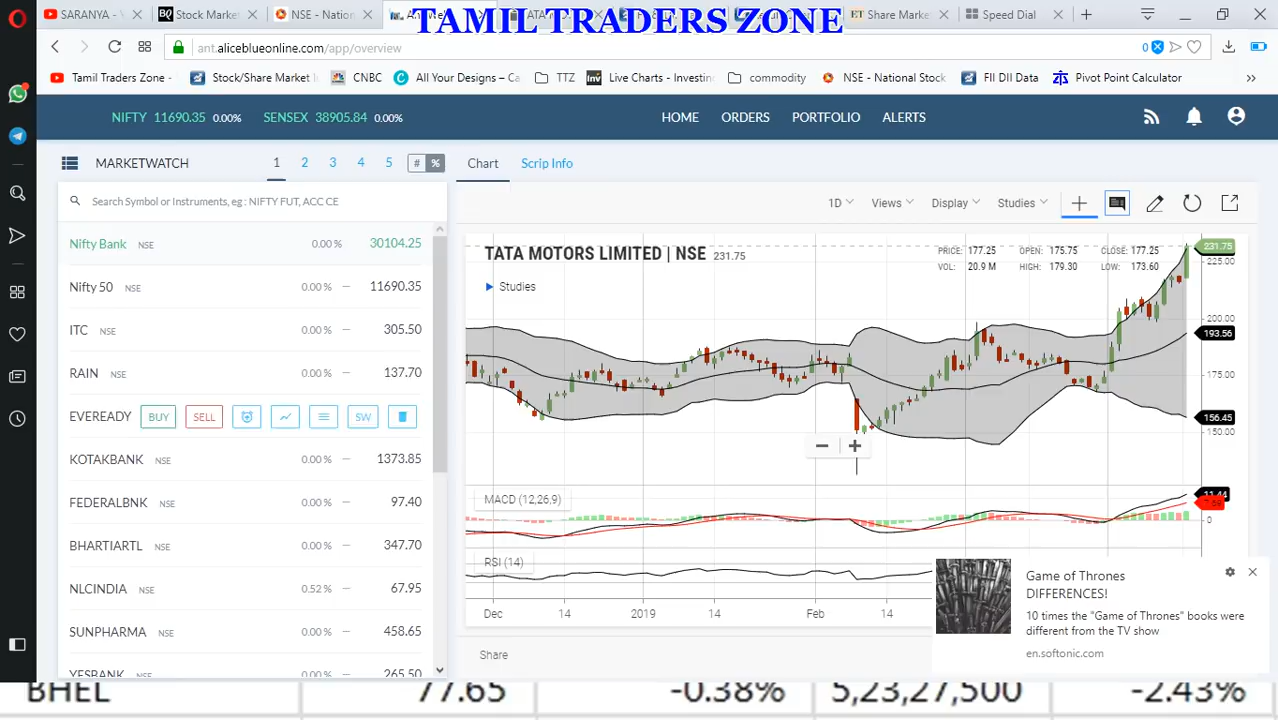 SARANYA -
Stock Mar
NSE - Nation
TAMIL TRADERS ZONE
Share Mar
Speed Dial
ant.aliceblueonline.com/app/overview
0
Tamil Traders Zone -
Stock/Share Market I
CNBC
All Your Designs – Ca
TTZ
Live Charts - Investin
commodity
NSE - National Stock
FII DII Data
Pivot Point Calculator
NIFTY 11690.35 0.00% SENSEX 38905.84 0.00%
HOME ORDERS PORTFOLIO ALERTS
MARKETWATCH 1 2 3 4 5 # %
Chart Scrip Info
Search Symbol or Instruments, eg : NIFTY FUT, ACC CE
1D Views Display Studies
Nifty Bank NSE 0.00 % 30104.25
Nifty 50 NSE 0.00 % 11690.35
ITC NSE 0.00 % 305.50
RAIN NSE 0.00 % 137.70
EVEREADY BUY SELL SW
KOTAKBANK NSE 0.00 % 1373.85
FEDERALBNK NSE 0.00 % 97.40
BHARTIARTL NSE 0.00 % 347.70
NLCINDIA NSE 0.52 % 67.95
SUNPHARMA NSE 0.00 % 458.65
YESBANK NSE 0.00 % 265.50
TATA MOTORS LIMITED | NSE 231.75
PRICE: 177.25 OPEN: 175.75 CLOSE: 177.25
VOL: 20.9 M HIGH: 179.30 LOW: 173.60
Studies
231.75
225.00
200.00
193.56
175.00
156.45
150.00
MACD (12,26,9)
11.44
0
RSI (14)
Dec 14 2019 14 Feb 14
Game of Thrones
DIFFERENCES!
10 times the "Game of Thrones" books were
different from the TV show
en.softonic.com
Share
BHEL 77.65 -0.38% 5,23,27,500 -2.43%